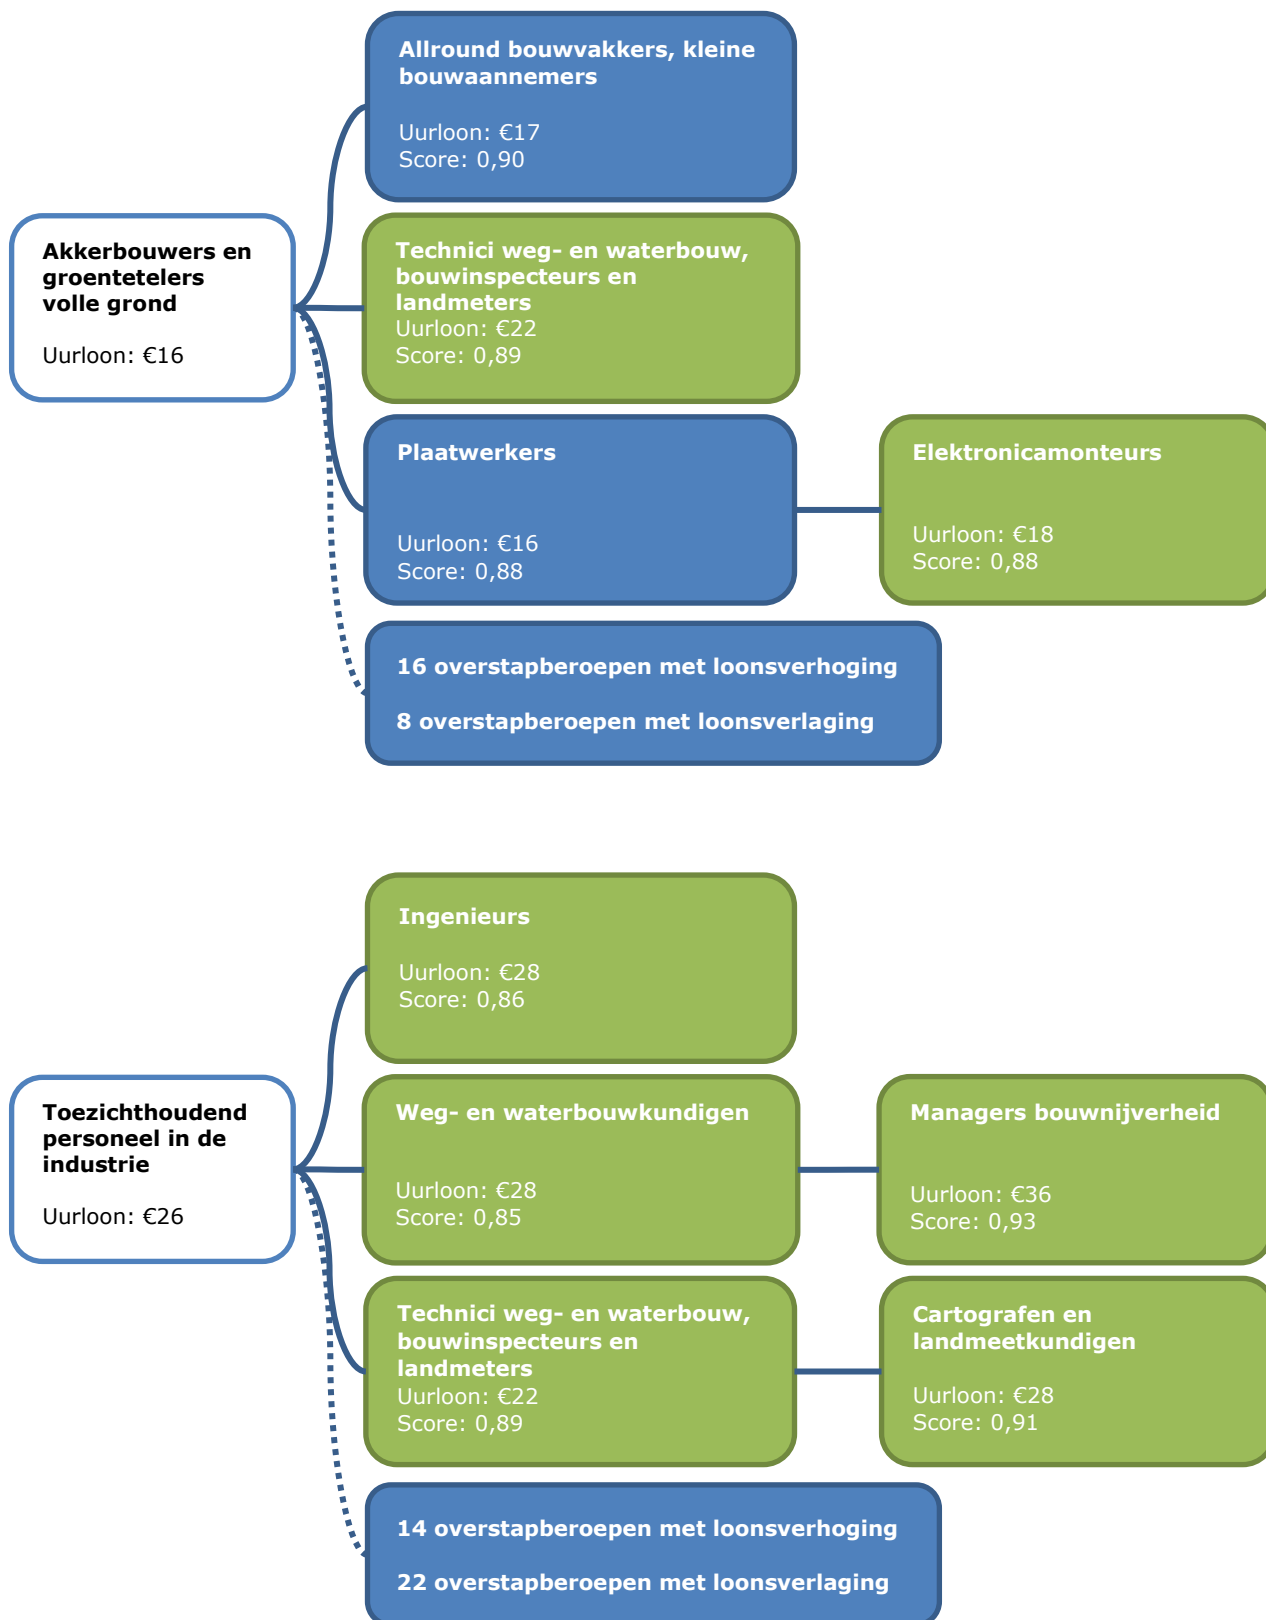 Allround bouwvakkers, kleine
bouwaannemers
Uurloon: €17
Score: 0,90
Akkerbouwers en
groentetelers
volle grond
Uurloon: €16
Technici weg- en waterbouw,
bouwinspecteurs en
landmeters
Uurloon: €22
Score: 0,89
Plaatwerkers
Uurloon: €16
Score: 0,88
Elektronicamonteurs
Uurloon: €18
Score: 0,88
16 overstapberoepen met loonsverhoging
8 overstapberoepen met loonsverlaging
Ingenieurs
Uurloon: €28
Score: 0,86
Toezichthoudend
personeel in de
industrie
Uurloon: €26
Weg- en waterbouwkundigen
Uurloon: €28
Score: 0,85
Managers bouwnijverheid
Uurloon: €36
Score: 0,93
Technici weg- en waterbouw,
bouwinspecteurs en
landmeters
Uurloon: €22
Score: 0,89
Cartografen en
landmeetkundigen
Uurloon: €28
Score: 0,91
14 overstapberoepen met loonsverhoging
22 overstapberoepen met loonsverlaging